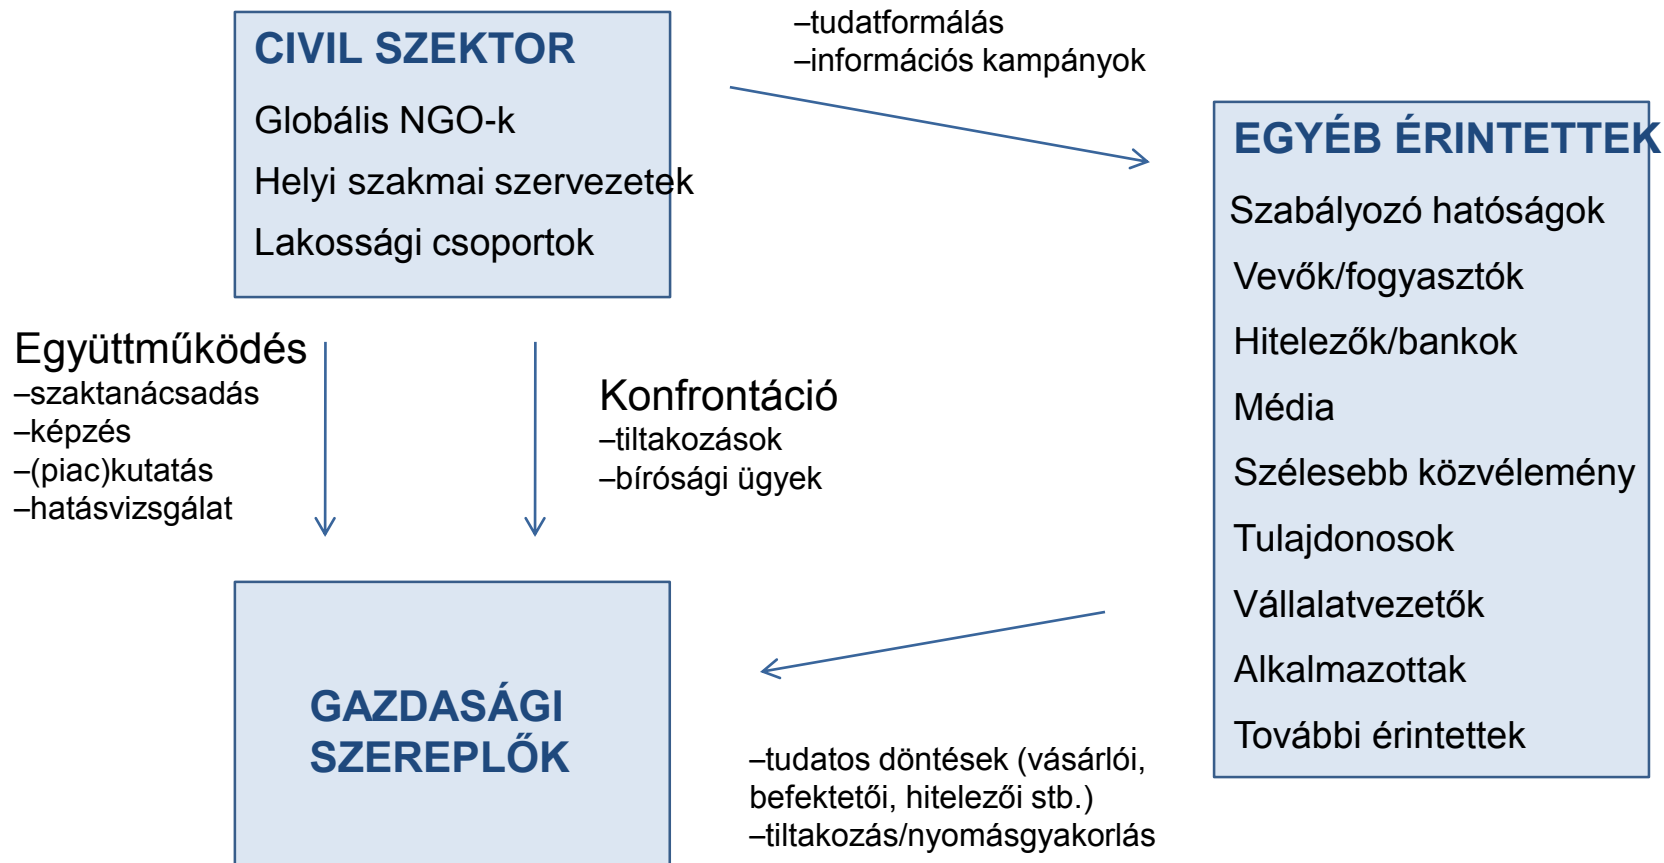 CIVIL SZEKTOR
Globális NGO-k
Helyi szakmai szervezetek
Lakossági csoportok
–tudatformálás
–információs kampányok
EGYÉB ÉRINTETTEK
Szabályozó hatóságok
Vevők/fogyasztók
Hitelezők/bankok
Média
Szélesebb közvélemény
Tulajdonosok
Vállalatvezetők
Alkalmazottak
További érintettek
Együttműködés
–szaktanácsadás
–képzés
–(piac)kutatás
–hatásvizsgálat
Konfrontáció
–tiltakozások
–bírósági ügyek
GAZDASÁGI
SZEREPLŐK
–tudatos döntések (vásárlói,
befektetői, hitelezői stb.)
–tiltakozás/nyomásgyakorlás